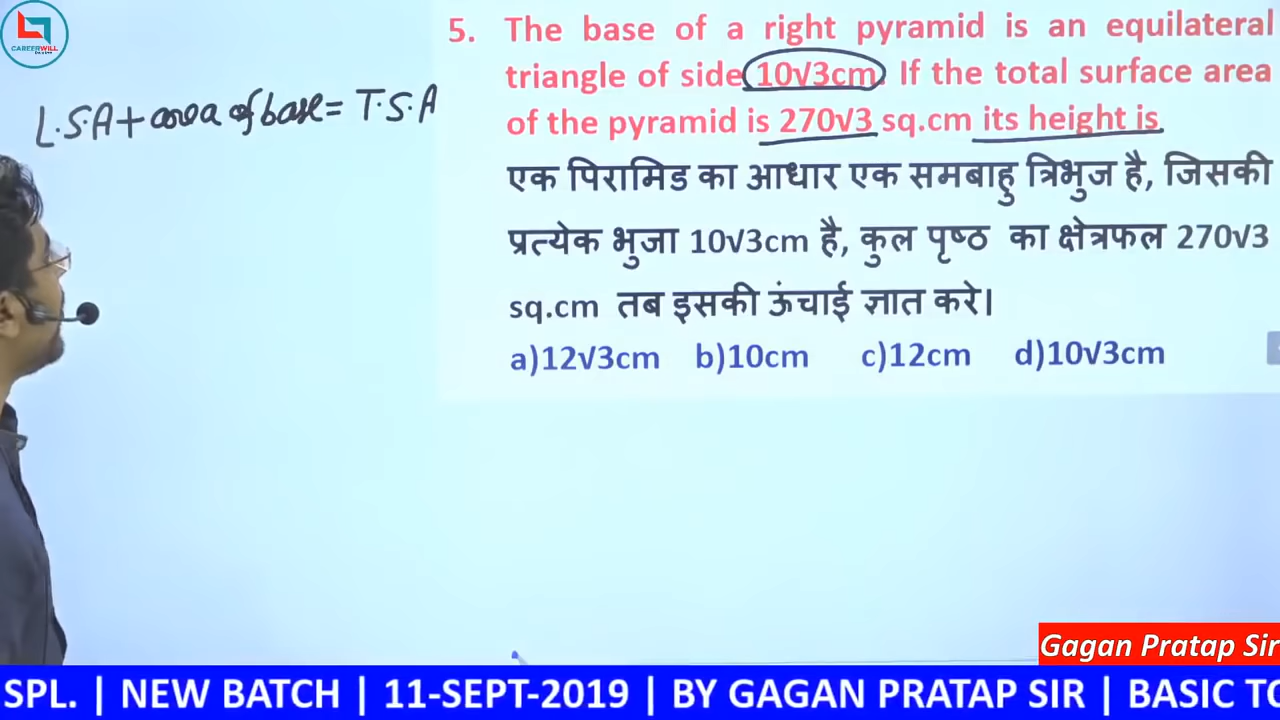 CAREERWILL
L.S.A + area of base = T.S.A
5. The base of a right pyramid is an equilateral
triangle of side 10√3cm. If the total surface area
of the pyramid is 270√3 sq.cm its height is
एक पिरामिड का आधार एक समबाहु त्रिभुज है, जिसकी
प्रत्येक भुजा 10√3cm है, कुल पृष्ठ का क्षेत्रफल 270√3
sq.cm तब इसकी ऊंचाई ज्ञात करे।
a)12√3cm b)10cm c)12cm d)10√3cm
Gagan Pratap Sir
SPL. | NEW BATCH | 11-SEPT-2019 | BY GAGAN PRATAP SIR | BASIC TO